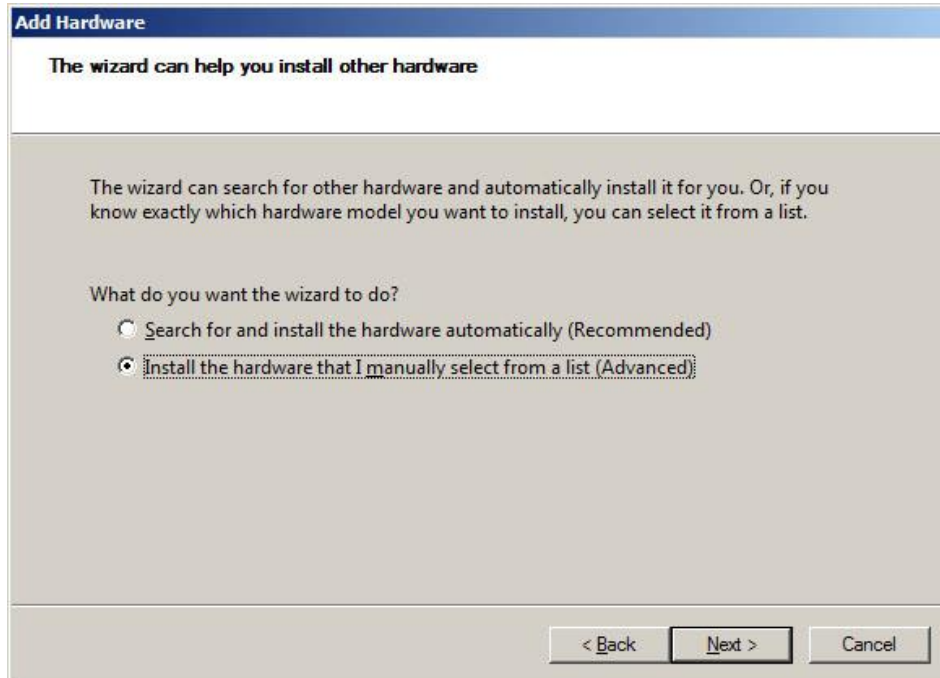 Add Hardware
The wizard can help you install other hardware
The wizard can search for other hardware and automatically install it for you. Or, if you
know exactly which hardware model you want to install, you can select it from a list.
What do you want the wizard to do?
Search for and install the hardware automatically (Recommended)
Install the hardware that I manually select from a list (Advanced)
< Back Next > Cancel